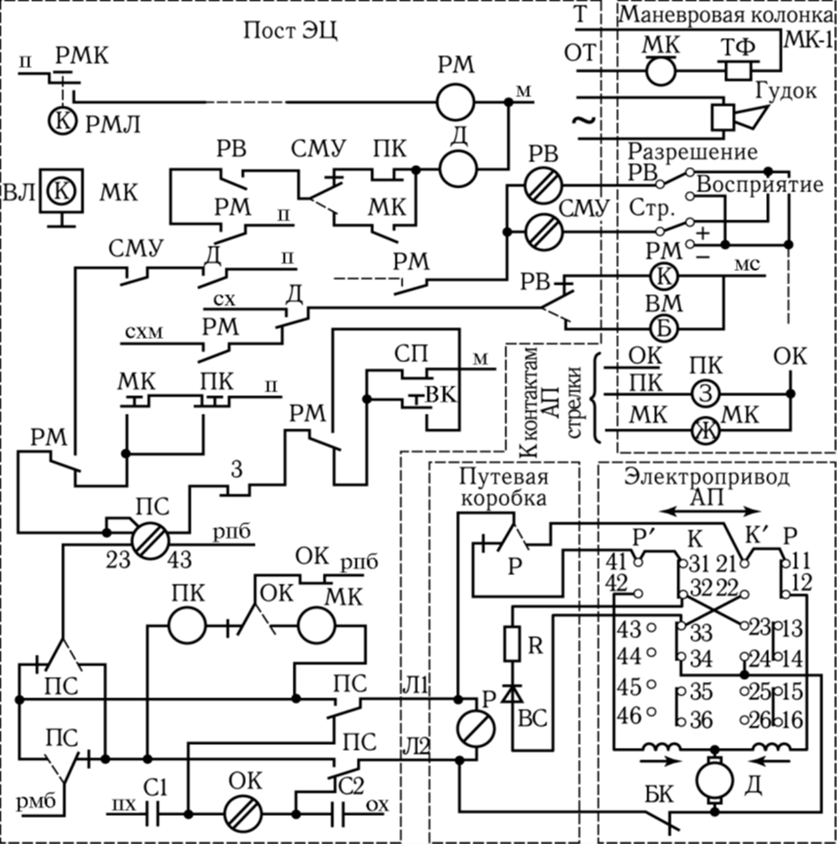 Пост ЭЦ
Т
Маневровая колонка
МК-1
ОТ
МК
ТФ
п
РМК
РМ
м
К
РМЛ
Д
~
Гудок
Разрешение
РВ
СМУ
ПК
РВ
РВ
Восприятие
ВЛ
К
МК
РМ
п
МК
СМУ
Стр.
+
СМУ
Д
п
РМ
РМ
–
К
мс
РВ
ВМ
Б
сх
Д
схм
РМ
СП
м
К контактам
АП
стрелки
ОК
ПК
ОК
ПК
З
МК
МК
Ж
МК
ПК
п
ВК
РМ
РМ
З
ПС
23
43
рпб
Путевая
коробка
Электропривод
АП
Р
Р'
К
К'
Р
41
31
21
11
42
32
22
12
43
33
23
13
44
34
24
14
45
35
25
15
46
36
26
16
ОК
рпб
ПК
ОК
МК
R
ВС
ПС
ПС
Л1
Р
ПС
ПС
Л2
рмб
пх
С1
ОК
С2
ох
БК
Д